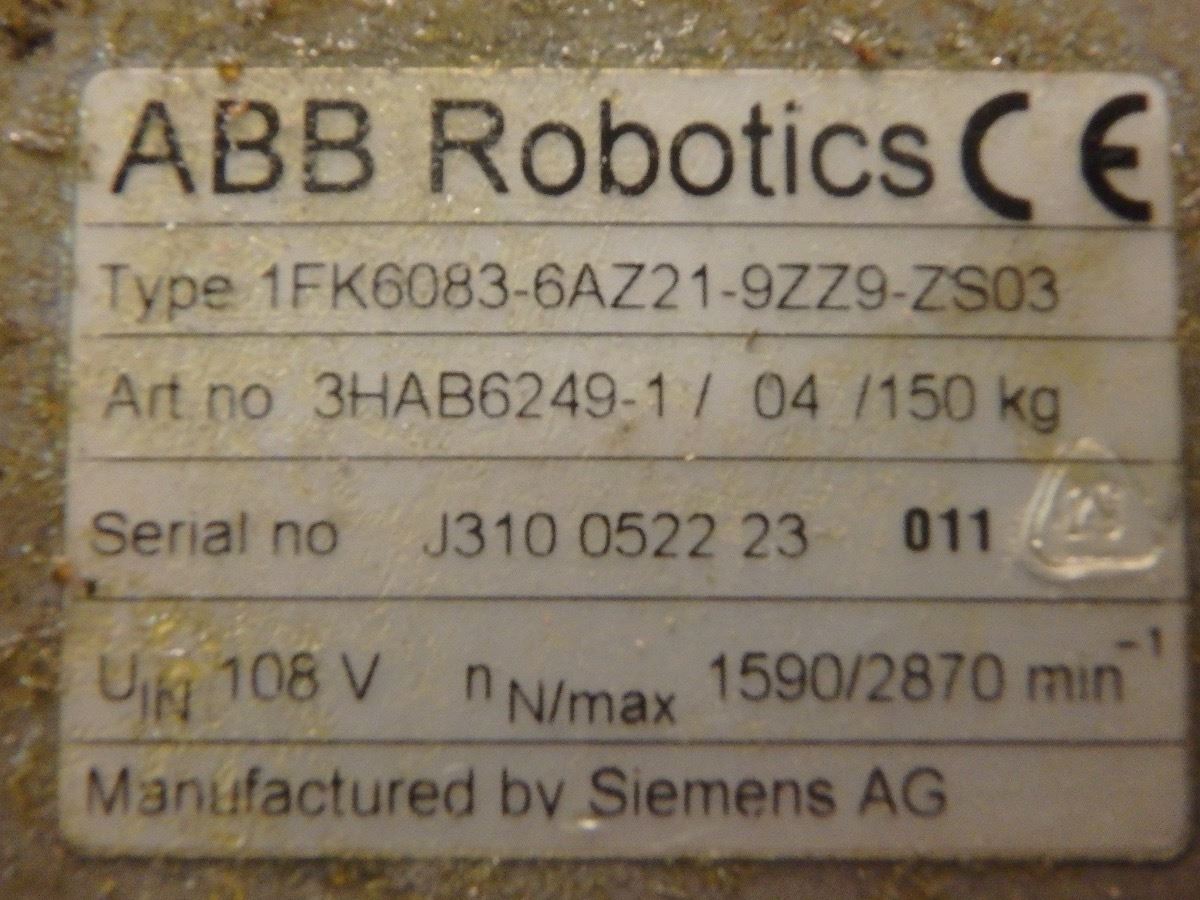 ABB Robotics CE
Type 1FK6083-6AZ21-9ZZ9-ZS03
Art no 3HAB6249-1 / 04 /150 kg
Serial no J310 0522 23 011
UIN 108 V nN/max 1590/2870 min⁻¹
Manufactured by Siemens AG